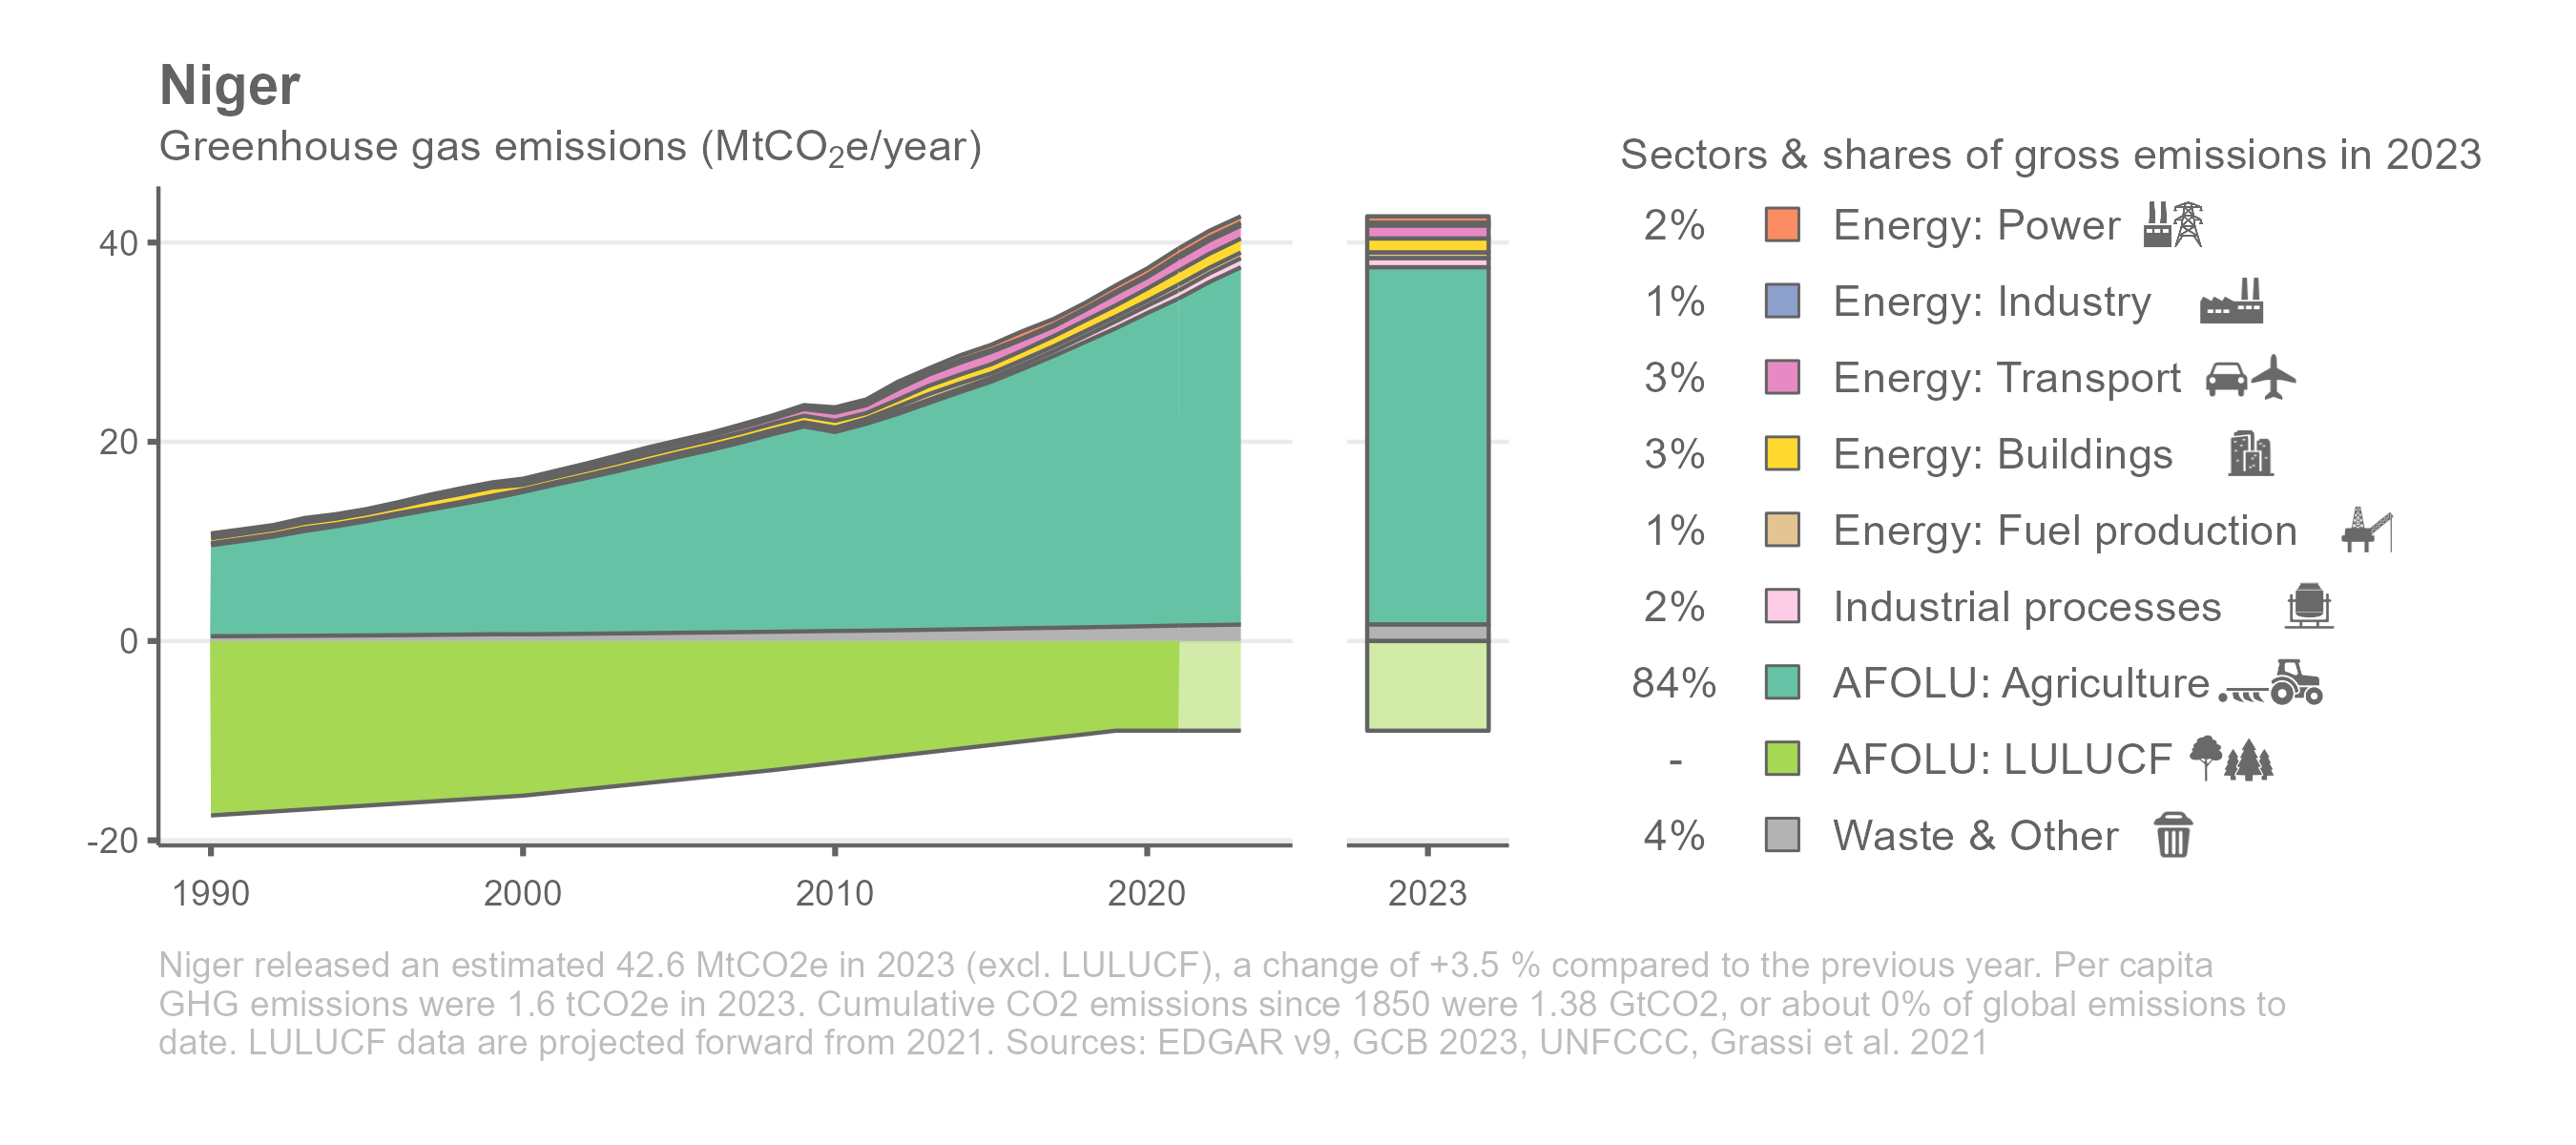 Niger
Greenhouse gas emissions (MtCO₂e/year)
Sectors & shares of gross emissions in 2023
40
20
0
-20
1990 2000 2010 2020 2023
2% Energy: Power
1% Energy: Industry
3% Energy: Transport
3% Energy: Buildings
1% Energy: Fuel production
2% Industrial processes
84% AFOLU: Agriculture
- AFOLU: LULUCF
4% Waste & Other
Niger released an estimated 42.6 MtCO2e in 2023 (excl. LULUCF), a change of +3.5 % compared to the previous year. Per capita
GHG emissions were 1.6 tCO2e in 2023. Cumulative CO2 emissions since 1850 were 1.38 GtCO2, or about 0% of global emissions to
date. LULUCF data are projected forward from 2021. Sources: EDGAR v9, GCB 2023, UNFCCC, Grassi et al. 2021